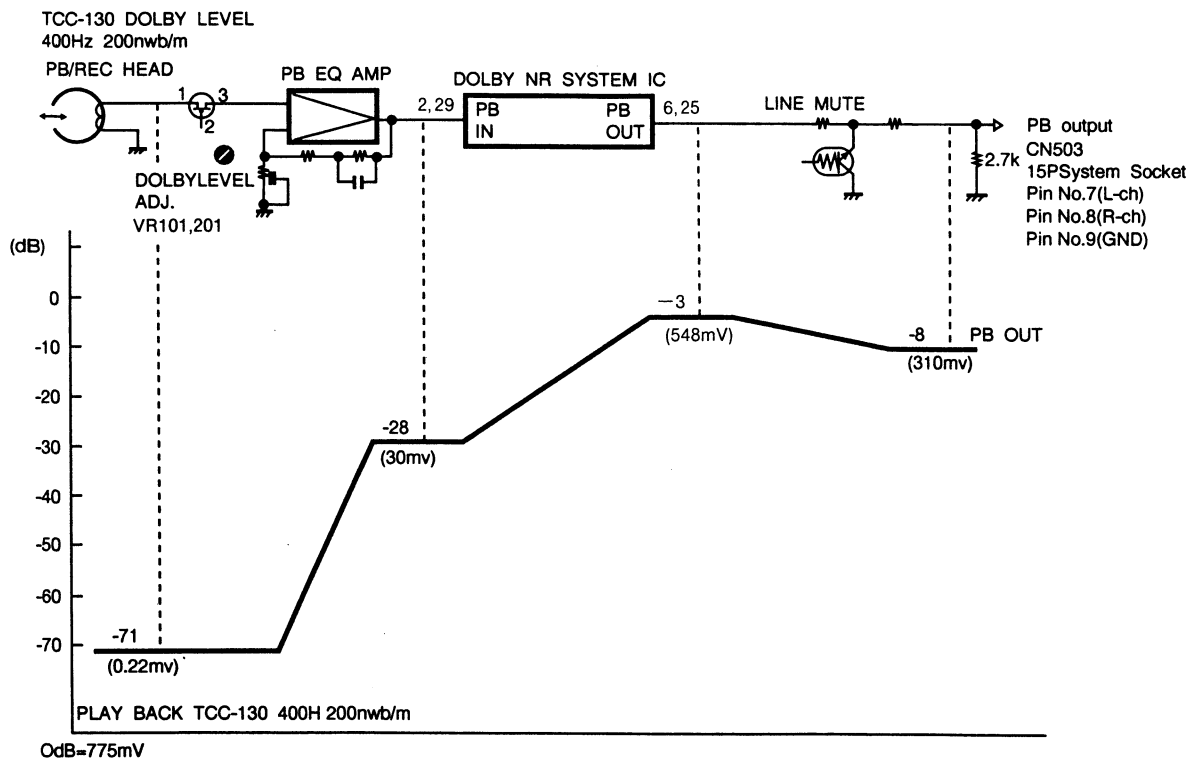 TCC-130 DOLBY LEVEL
400Hz 200nwb/m
PB/REC HEAD
1
3
2
PB EQ AMP
DOLBY NR SYSTEM IC
2,29
PB IN
PB OUT
6,25
LINE MUTE
2.7k
PB output
CN503
15PSystem Socket
Pin No.7(L-ch)
Pin No.8(R-ch)
Pin No.9(GND)
DOLBYLEVEL
ADJ.
VR101,201
(dB)
0
-10
-20
-30
-40
-50
-60
-70
-71
(0.22mv)
-28
(30mv)
—3
(548mV)
-8
(310mv)
PB OUT
PLAY BACK TCC-130 400H 200nwb/m
OdB=775mV